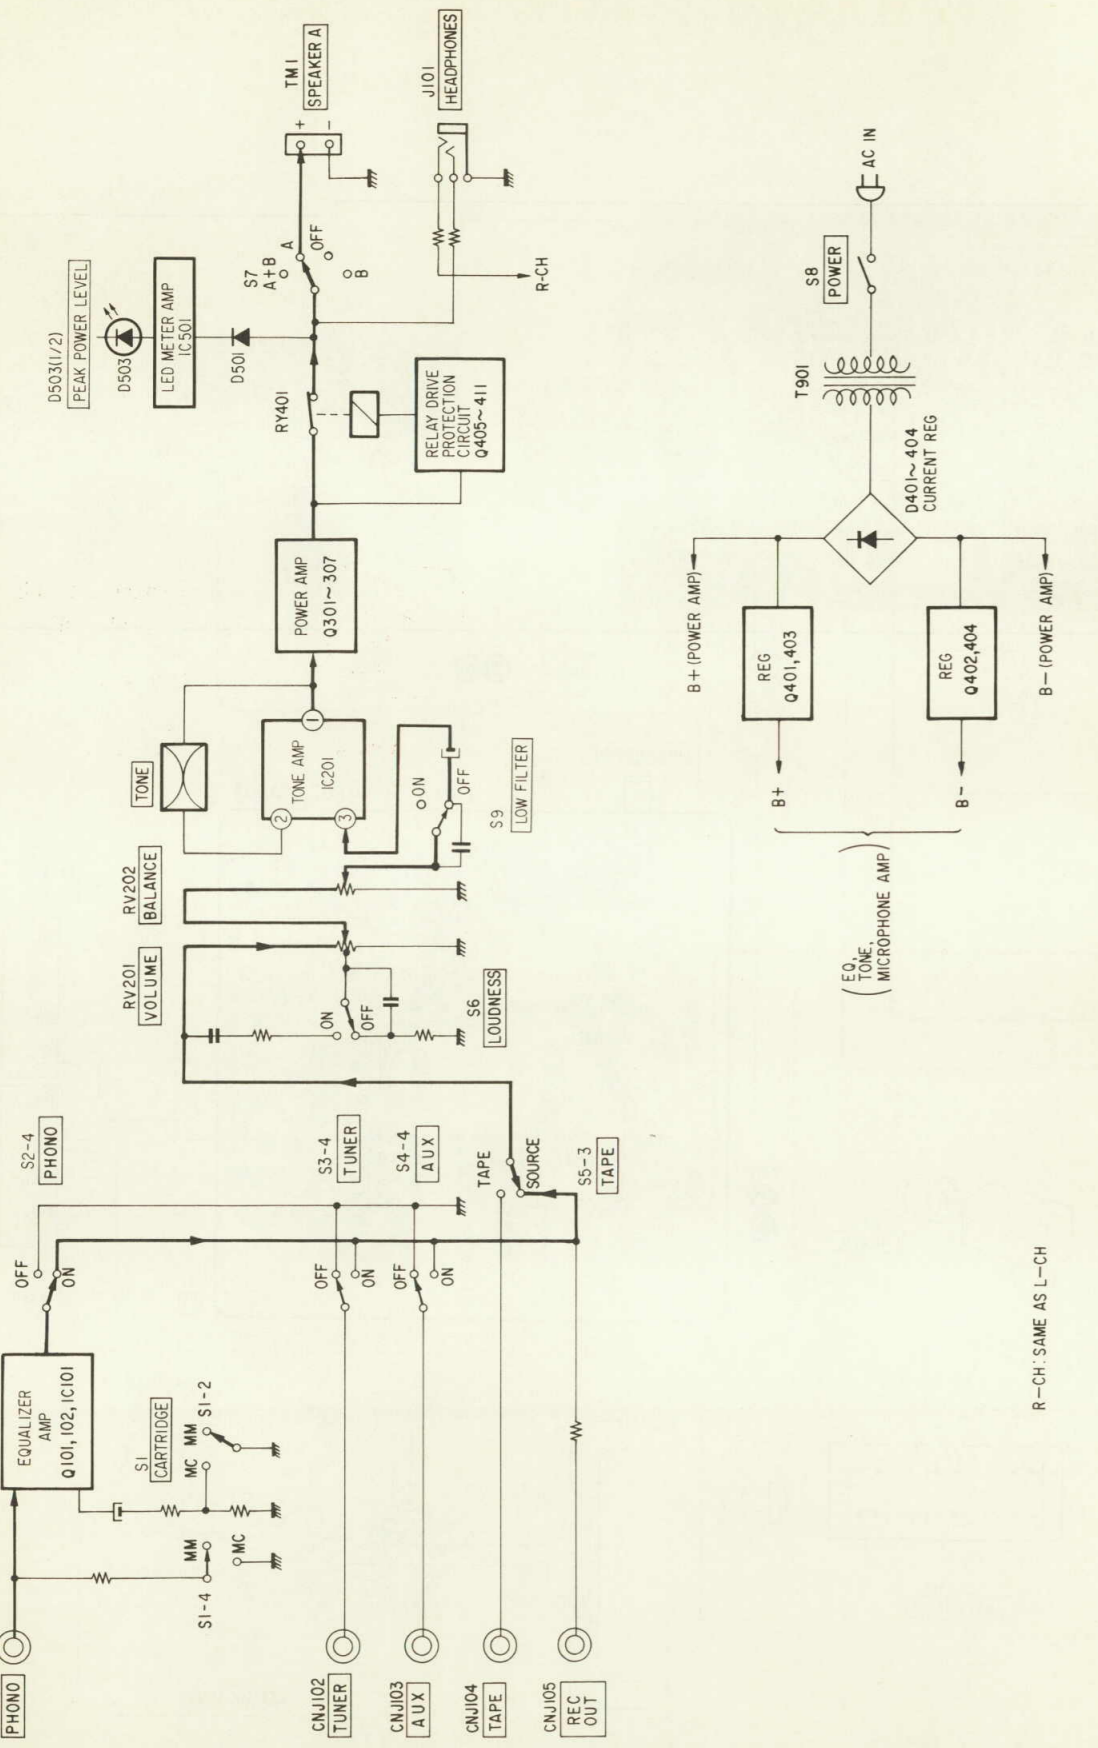 PHONO
EQUALIZER
AMP
Q101,102,IC101
OFF
ON
S2-4
PHONO
S1
CARTRIDGE
MC
MM
S1-2
S1-4
MM
MC
CNJ102
TUNER
OFF
ON
S3-4
TUNER
CNJ103
AUX
OFF
ON
S4-4
AUX
CNJ104
TAPE
TAPE
SOURCE
S5-3
TAPE
CNJ105
REC
OUT
RV201
VOLUME
ON
OFF
S6
LOUDNESS
RV202
BALANCE
TONE
TONE AMP
IC201
1
2
3
ON
OFF
S9
LOW FILTER
POWER AMP
Q301~307
RY401
RELAY DRIVE
PROTECTION
CIRCUIT
Q405~411
D503(1/2)
PEAK POWER LEVEL
D503
LED METER AMP
IC501
D501
S7
A+B
A
OFF
B
TM1
SPEAKER A
+
-
J101
HEADPHONES
R-CH
AC IN
S8
POWER
T901
D401~404
CURRENT REG
B+(POWER AMP)
REG
Q401,403
B+
REG
Q402,404
B-
B-(POWER AMP)
(EQ,
TONE,
MICROPHONE AMP)
R-CH:SAME AS L-CH